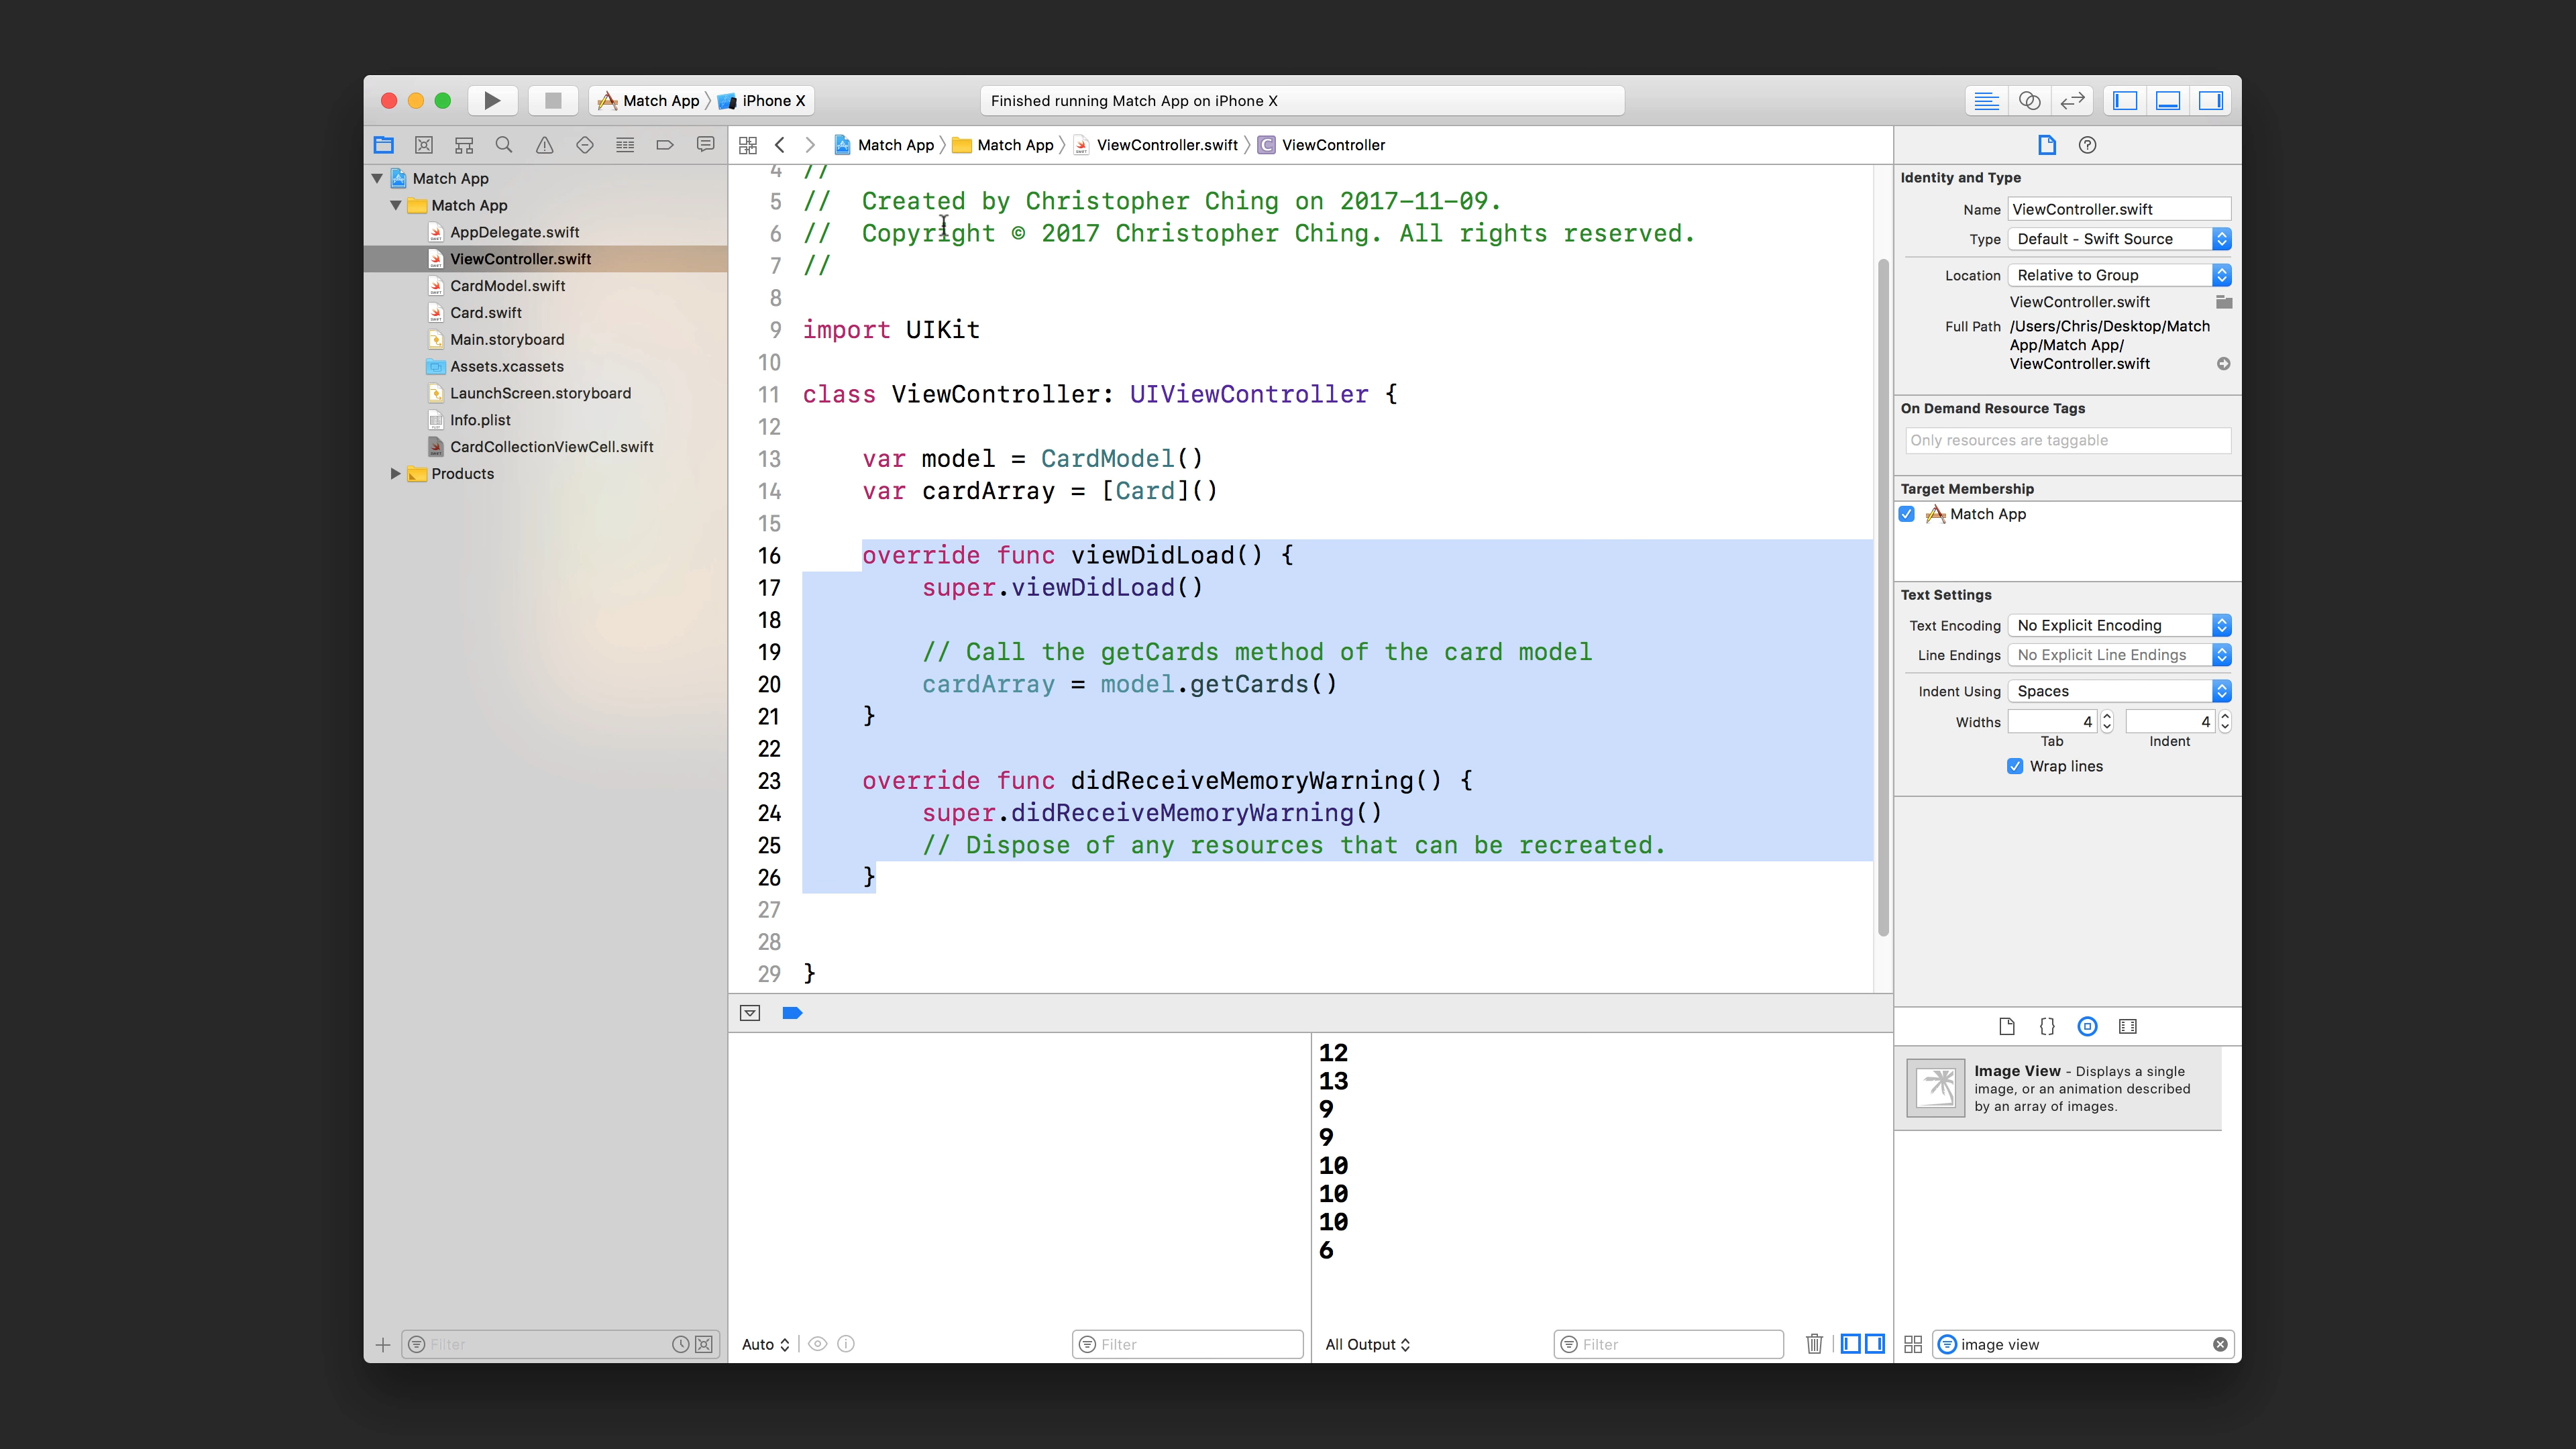 Match App
iPhone X
Finished running Match App on iPhone X
Match App
Match App
AppDelegate.swift
ViewController.swift
CardModel.swift
Card.swift
Main.storyboard
Assets.xcassets
LaunchScreen.storyboard
Info.plist
CardCollectionViewCell.swift
Products
Filter
Match App
Match App
ViewController.swift
C
ViewController
4 //
5 //  Created by Christopher Ching on 2017-11-09.
6 //  Copyright © 2017 Christopher Ching. All rights reserved.
7 //
8
9 import UIKit
10
11 class ViewController: UIViewController {
12
13     var model = CardModel()
14     var cardArray = [Card]()
15
16     override func viewDidLoad() {
17         super.viewDidLoad()
18
19         // Call the getCards method of the card model
20         cardArray = model.getCards()
21     }
22
23     override func didReceiveMemoryWarning() {
24         super.didReceiveMemoryWarning()
25         // Dispose of any resources that can be recreated.
26     }
27
28
29 }
Auto
Filter
12
13
9
9
10
10
10
6
All Output
Filter
Identity and Type
Name ViewController.swift
Type Default - Swift Source
Location Relative to Group
ViewController.swift
Full Path /Users/Chris/Desktop/Match
App/Match App/
ViewController.swift
On Demand Resource Tags
Only resources are taggable
Target Membership
Match App
Text Settings
Text Encoding No Explicit Encoding
Line Endings No Explicit Line Endings
Indent Using Spaces
Widths 4 4
Tab Indent
Wrap lines
{}
Image View - Displays a single
image, or an animation described
by an array of images.
image view